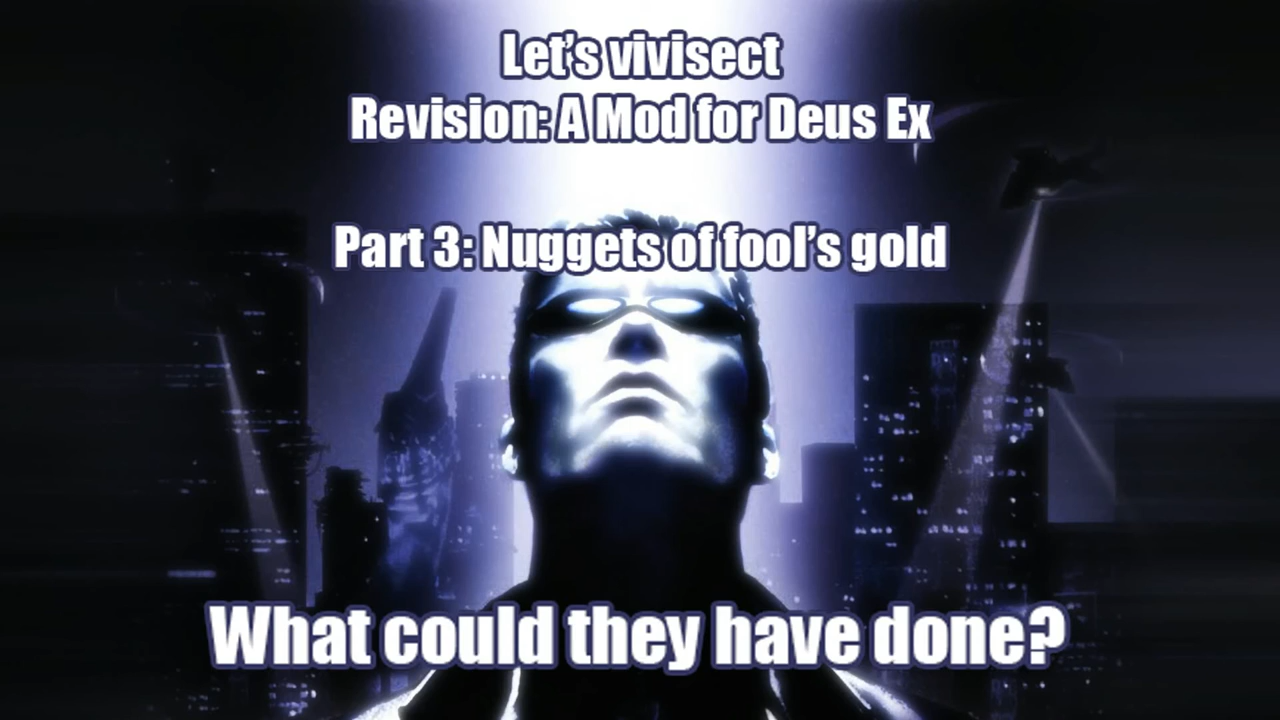 Let’s vivisect
Revision: A Mod for Deus Ex
Part 3: Nuggets of fool’s gold
What could they have done?